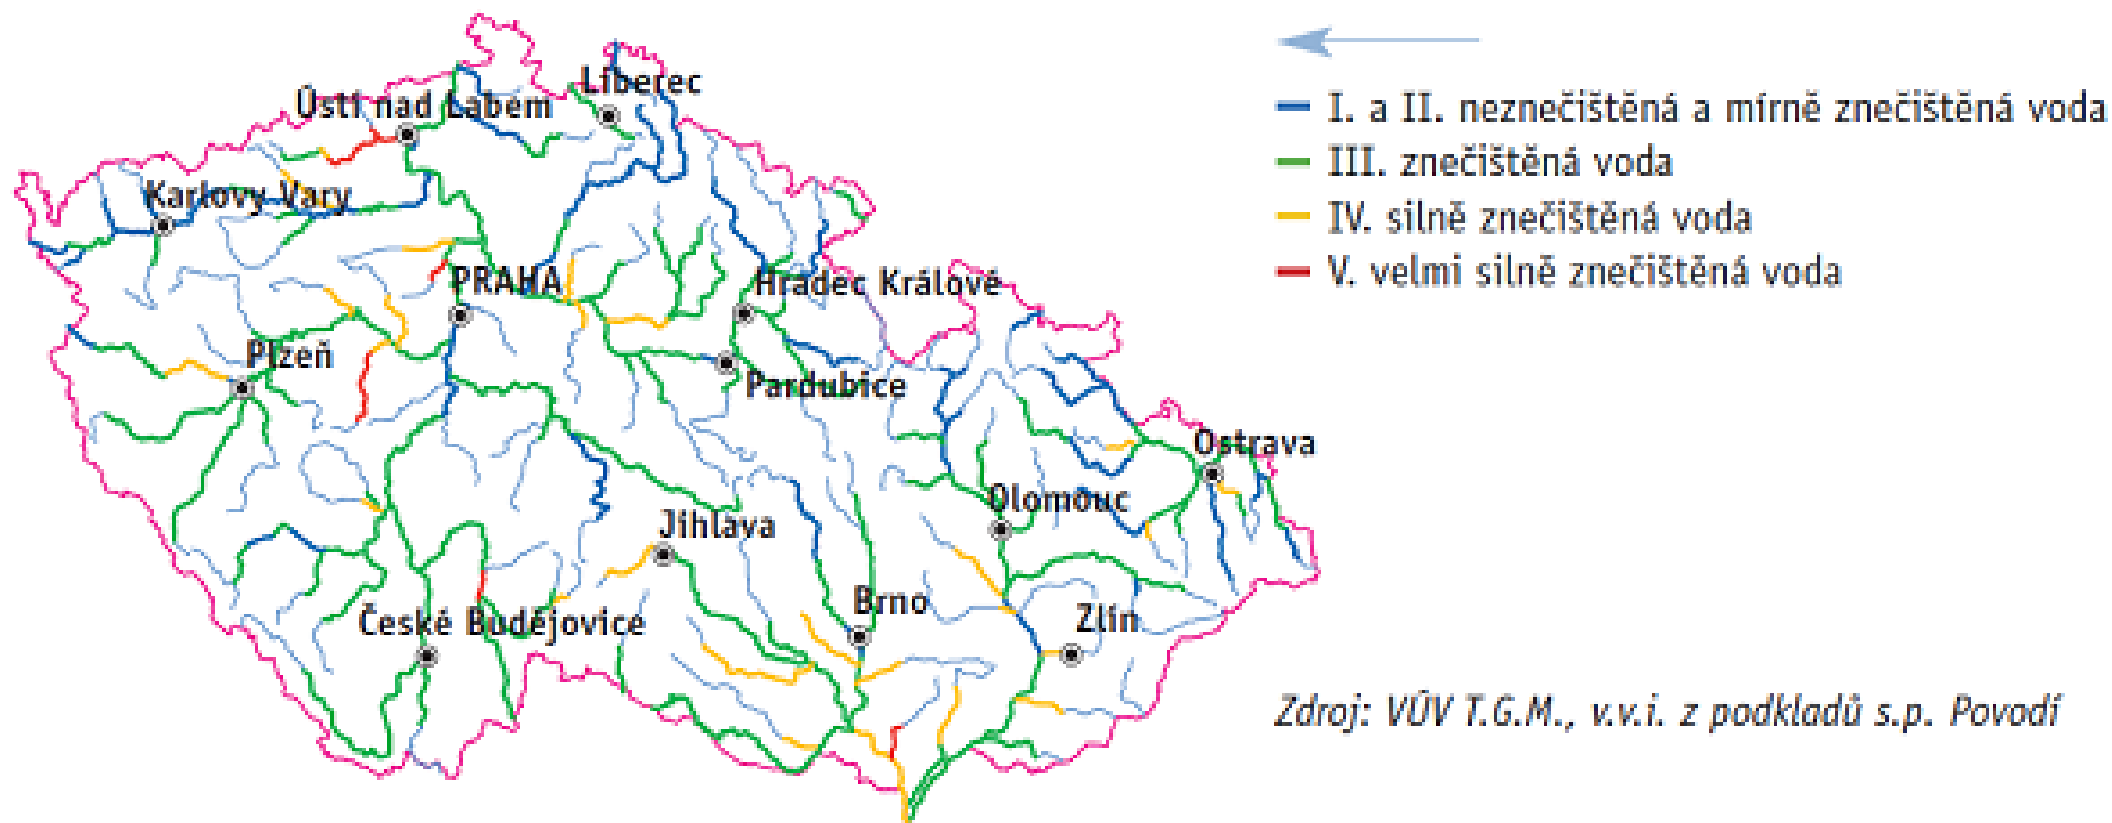 Liberec
Ústí nad Labem
Karlovy Vary
PRAHA
Hradec Králové
Plzeň
Pardubice
Ostrava
Olomouc
Jihlava
Brno
Zlín
České Budějovice
I. a II. neznečištěná a mírně znečištěná voda
III. znečištěná voda
IV. silně znečištěná voda
V. velmi silně znečištěná voda
Zdroj: VÚV T.G.M., v.v.i. z podkladů s.p. Povodí